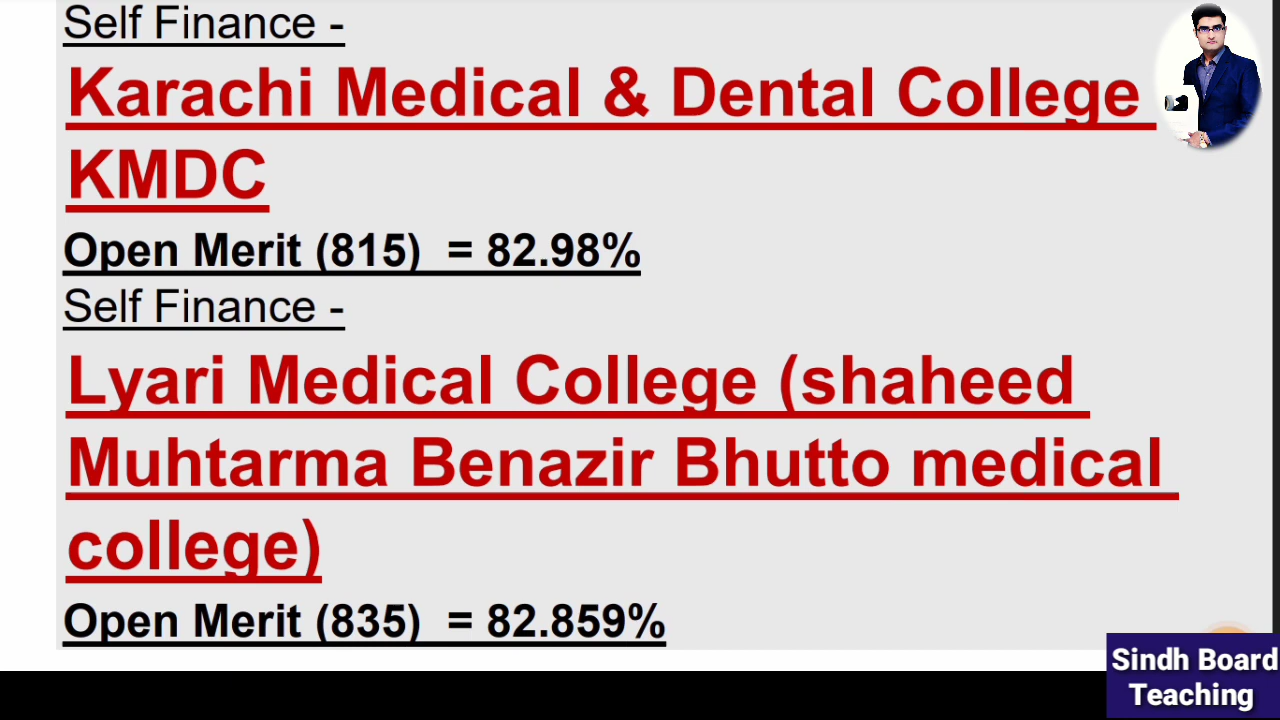 Self Finance -
Karachi Medical & Dental College
KMDC
Open Merit (815)  = 82.98%
Self Finance -
Lyari Medical College (shaheed
Muhtarma Benazir Bhutto medical
college)
Open Merit (835)  = 82.859%
Sindh Board
Teaching